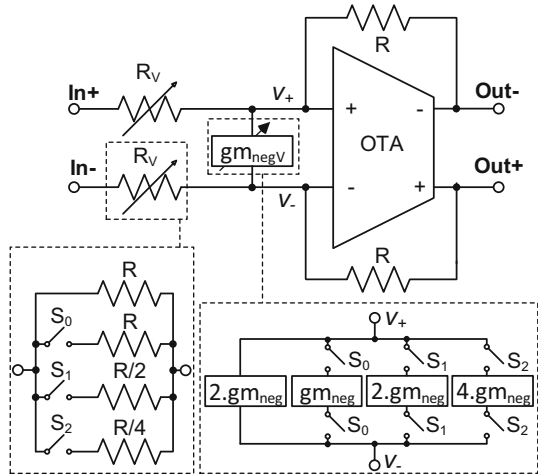 R
In+
R_V
V_+
+
-
Out-
gm_negV
OTA
In-
R_V
-
+
Out+
V_-
R
R
S_0
R
S_1
R/2
S_2
R/4
V_+
S_0
S_1
S_2
2.gm_neg
gm_neg
2.gm_neg
4.gm_neg
S_0
S_1
S_2
V_-